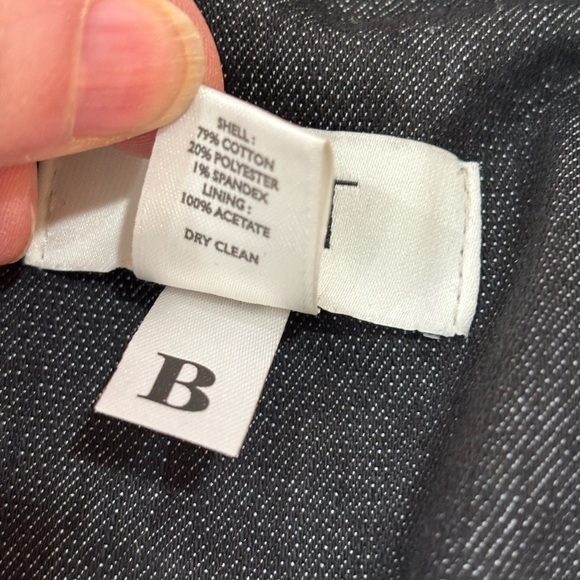 SHELL :
79% COTTON
20% POLYESTER
1% SPANDEX
LINING :
100% ACETATE
DRY CLEAN
B